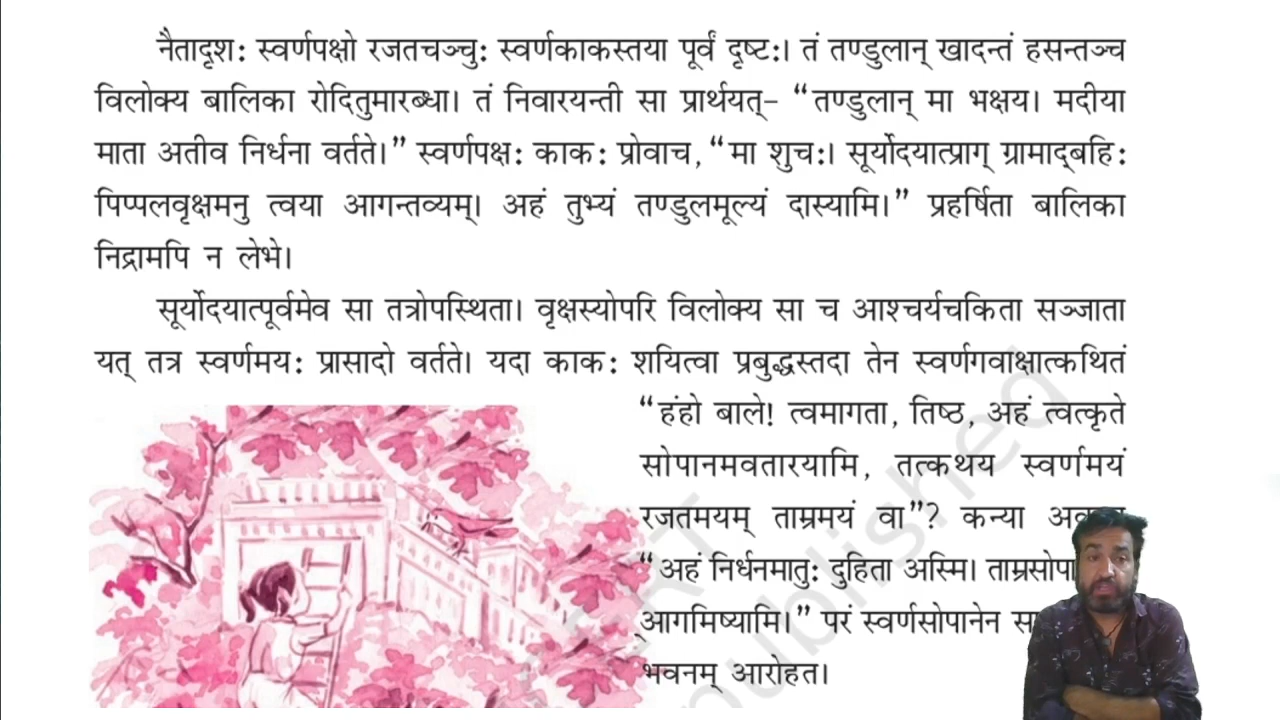 नैतादृशः स्वर्णपक्षो रजतचञ्चुः स्वर्णकाकस्तया पूर्वं दृष्टः। तं तण्डुलान् खादन्तं हसन्तञ्च
विलोक्य बालिका रोदितुमारब्धा। तं निवारयन्ती सा प्रार्थयत्- “तण्डुलान् मा भक्षय। मदीया
माता अतीव निर्धना वर्तते।” स्वर्णपक्षः काकः प्रोवाच, “मा शुचः। सूर्योदयात्प्राग् ग्रामाद्बहिः
पिप्पलवृक्षमनु त्वया आगन्तव्यम्। अहं तुभ्यं तण्डुलमूल्यं दास्यामि।” प्रहर्षिता बालिका
निद्रामपि न लेभे।
सूर्योदयात्पूर्वमेव सा तत्रोपस्थिता। वृक्षस्योपरि विलोक्य सा च आश्चर्यचकिता सञ्जाता
यत् तत्र स्वर्णमयः प्रासादो वर्तते। यदा काकः शयित्वा प्रबुद्धस्तदा तेन स्वर्णगवाक्षात्कथितं
“हंहो बाले! त्वमागता, तिष्ठ, अहं त्वत्कृते
सोपानमवतारयामि, तत्कथय स्वर्णमयं
रजतमयम् ताम्रमयं वा”? कन्या
“अहं निर्धनमातुः दुहिता अस्मि।
आगमिष्यामि।” परं स्वर्णसोपानेन
भवनम् आरोहत।
published